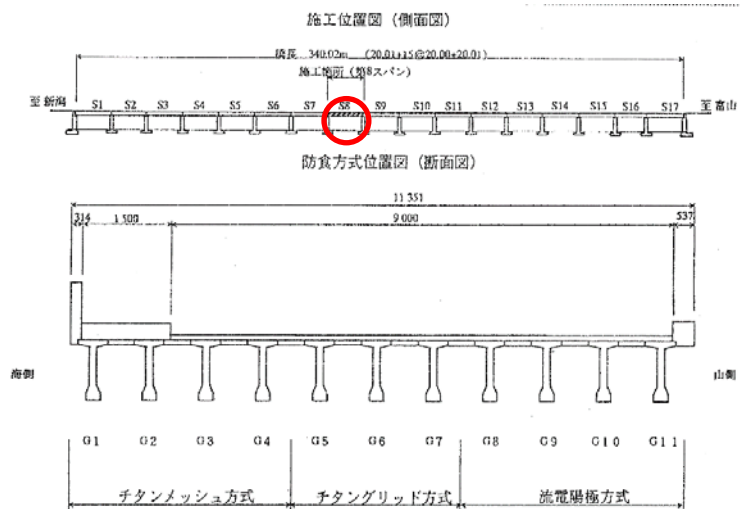 施工位置図（側面図）
橋長 340.02m （20.01+15@20.00+20.01）
施工箇所（第8スパン）
至新潟 S1 S2 S3 S4 S5 S6 S7 S8 S9 S10 S11 S12 S13 S14 S15 S16 S17 至富山
防食方式位置図（断面図）
11 351
314 1 500 9 000 537
海側 山側
G1 G2 G3 G4 G5 G6 G7 G8 G9 G10 G11
チタンメッシュ方式 チタングリッド方式 流電陽極方式